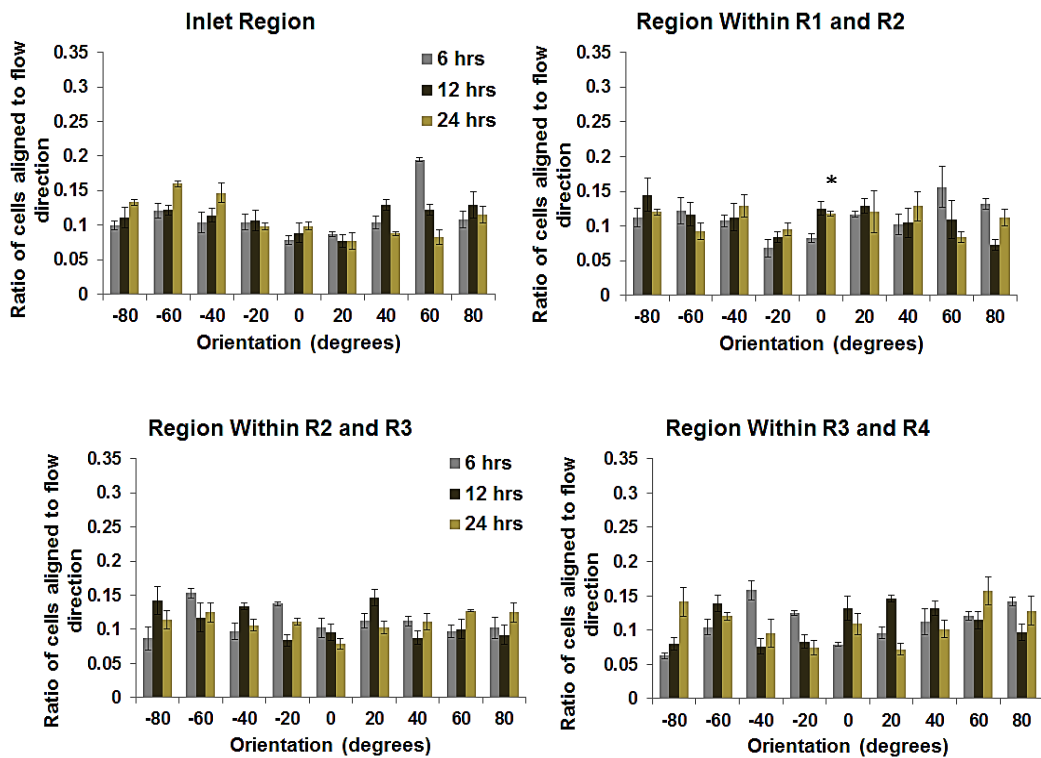 Inlet Region
Ratio of cells aligned to flow
direction
0.35
0.3
0.25
0.2
0.15
0.1
0.05
0
6 hrs
12 hrs
24 hrs
-80 -60 -40 -20 0 20 40 60 80
Orientation (degrees)
Region Within R1 and R2
Ratio of cells aligned to flow
direction
0.35
0.3
0.25
0.2
0.15
0.1
0.05
0
*
-80 -60 -40 -20 0 20 40 60 80
Orientation (degrees)
Region Within R2 and R3
Ratio of cells aligned to flow
direction
0.35
0.3
0.25
0.2
0.15
0.1
0.05
0
6 hrs
12 hrs
24 hrs
-80 -60 -40 -20 0 20 40 60 80
Orientation (degrees)
Region Within R3 and R4
Ratio of cells aligned to flow
direction
0.35
0.3
0.25
0.2
0.15
0.1
0.05
0
-80 -60 -40 -20 0 20 40 60 80
Orientation (degrees)